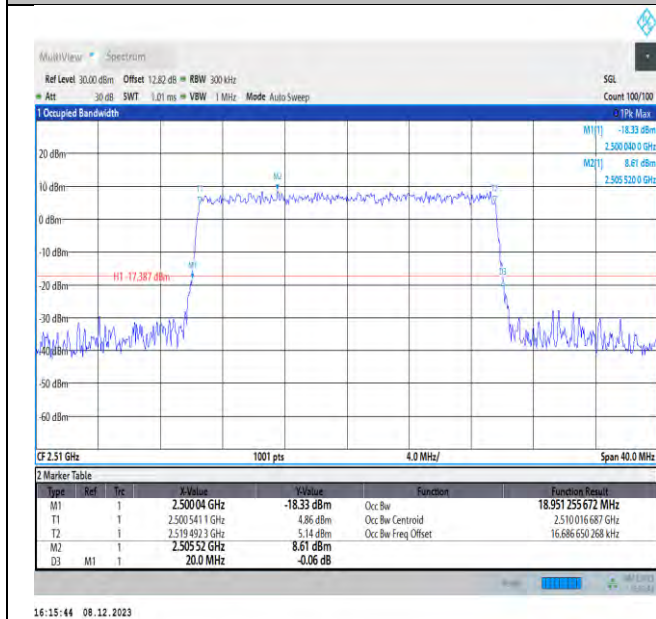 MultiView Spectrum
Ref Level 30.00 dBm Offset 12.82 dB RBW 300 kHz SGL
Att 30 dB SWT 1.01 ms VBW 1 MHz Mode Auto Sweep Count 100/100
1 Occupied Bandwidth 1Pk Max
M1[1] -18.33 dBm
2.500 040 0 GHz
M2[1] 8.61 dBm
2.505 520 0 GHz
20 dBm
10 dBm
M2
T1
T2
0 dBm
-10 dBm
M1
H1 -17.387 dBm
D3
-20 dBm
-30 dBm
-40 dBm
-50 dBm
-60 dBm
CF 2.51 GHz 1001 pts 4.0 MHz/ Span 40.0 MHz
2 Marker Table
Type Ref Trc X-Value Y-Value Function Function Result
M1 1 2.500 04 GHz -18.33 dBm Occ Bw 18.951 255 672 MHz
T1 1 2.500 541 1 GHz 4.86 dBm Occ Bw Centroid 2.510 016 687 GHz
T2 1 2.519 492 3 GHz 5.14 dBm Occ Bw Freq Offset 16.686 650 268 kHz
M2 1 2.505 52 GHz 8.61 dBm
D3 M1 1 20.0 MHz -0.06 dB
16:15:44 08.12.2023